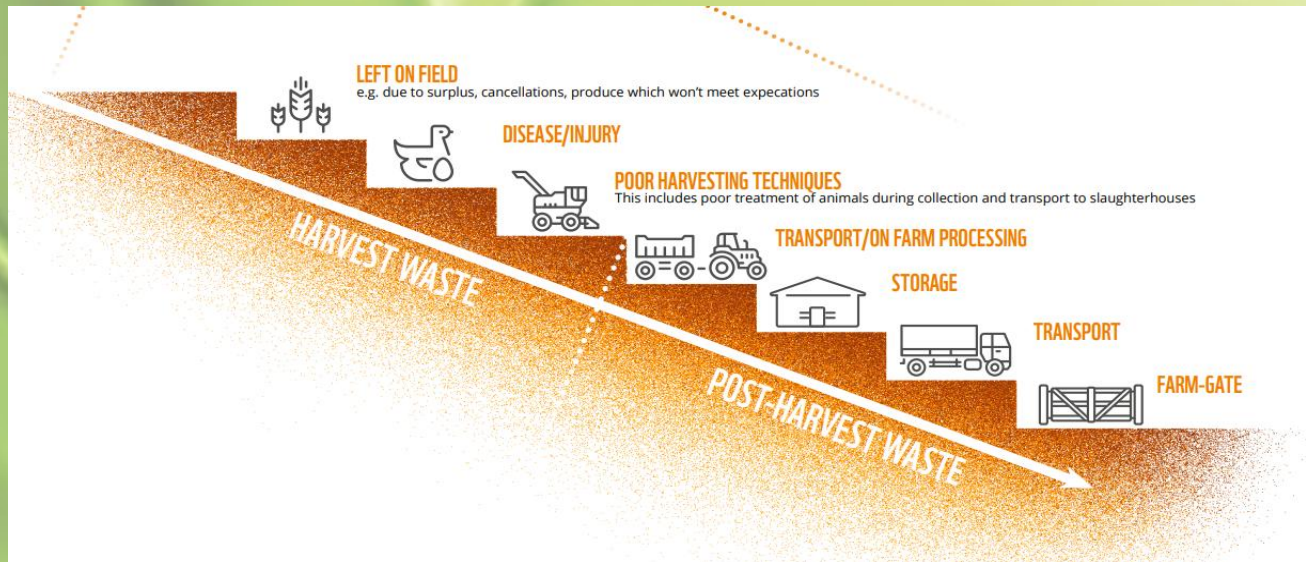 LEFT ON FIELD
e.g. due to surplus, cancellations, produce which won't meet expecations
DISEASE/INJURY
POOR HARVESTING TECHNIQUES
This includes poor treatment of animals during collection and transport to slaughterhouses
TRANSPORT/ON FARM PROCESSING
STORAGE
TRANSPORT
FARM-GATE
HARVEST WASTE
POST-HARVEST WASTE